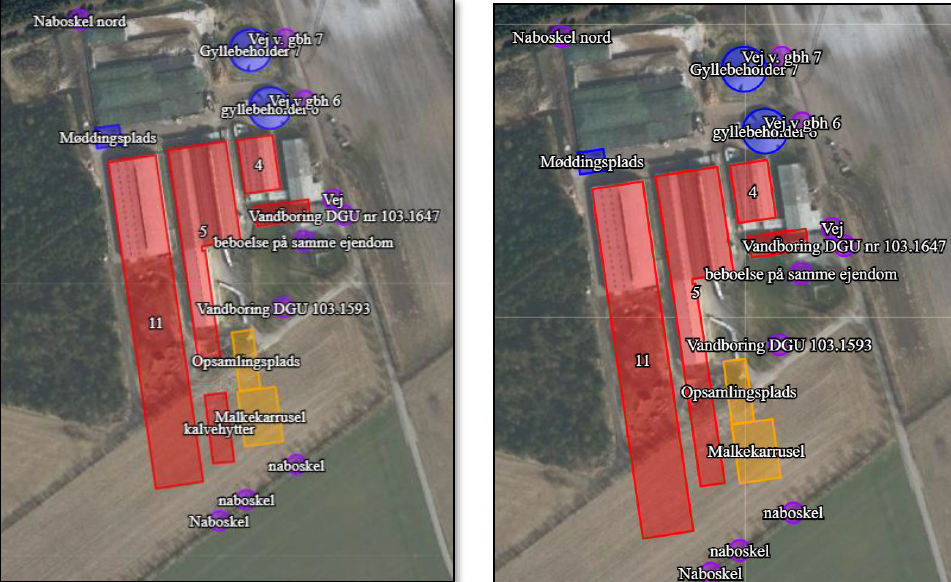 Naboskel nord
Vej v. gbh 7
Gyllebeholder 7
Vej v gbh 6
gyllebeholder 6
Møddingsplads
4
Vej
Vandboring DGU nr 103.1647
5
beboelse på samme ejendom
Vandboring DGU 103.1593
11
Opsamlingsplads
Malkekarrusel
kalvehytter
naboskel
naboskel
Naboskel
Naboskel nord
Vej v. gbh 7
Gyllebeholder 7
Vej v gbh 6
gyllebeholder 6
Møddingsplads
4
Vej
Vandboring DGU nr 103.1647
beboelse på samme ejendom
5
Vandboring DGU 103.1593
11
Opsamlingsplads
Malkekarrusel
naboskel
naboskel
Naboskel